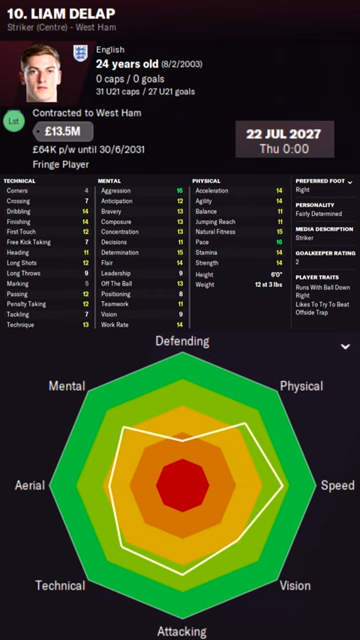 10. LIAM DELAP
Striker (Centre) - West Ham
English
24 years old (8/2/2003)
0 caps / 0 goals
31 U21 caps / 27 U21 goals
Lst
Contracted to West Ham
£13.5M
£64K p/w until 30/6/2031
Fringe Player
22 JUL 2027
Thu 0:00
TECHNICAL
Corners 4
Crossing 7
Dribbling 14
Finishing 14
First Touch 12
Free Kick Taking 7
Heading 11
Long Shots 12
Long Throws 9
Marking 5
Passing 12
Penalty Taking 12
Tackling 7
Technique 13
MENTAL
Aggression 16
Anticipation 12
Bravery 13
Composure 13
Concentration 13
Decisions 11
Determination 15
Flair 14
Leadership 9
Off The Ball 13
Positioning 8
Teamwork 11
Vision 9
Work Rate 14
PHYSICAL
Acceleration 14
Agility 14
Balance 11
Jumping Reach 11
Natural Fitness 15
Pace 16
Stamina 14
Strength 14
Height 6'0"
Weight 12 st 3 lbs
PREFERRED FOOT
Right
PERSONALITY
Fairly Determined
MEDIA DESCRIPTION
Striker
GOALKEEPER RATING
2
PLAYER TRAITS
Runs With Ball Down
Right
Likes To Try To Beat
Offside Trap
Defending
Mental
Physical
Aerial
Speed
Technical
Vision
Attacking